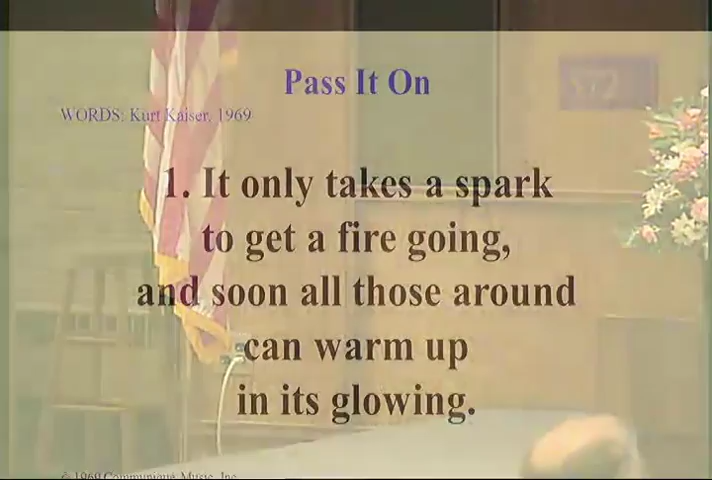 Pass It On
WORDS: Kurt Kaiser, 1969
572
1. It only takes a spark
to get a fire going,
and soon all those around
can warm up
in its glowing.
© 1969 Communiqué Music, Inc.